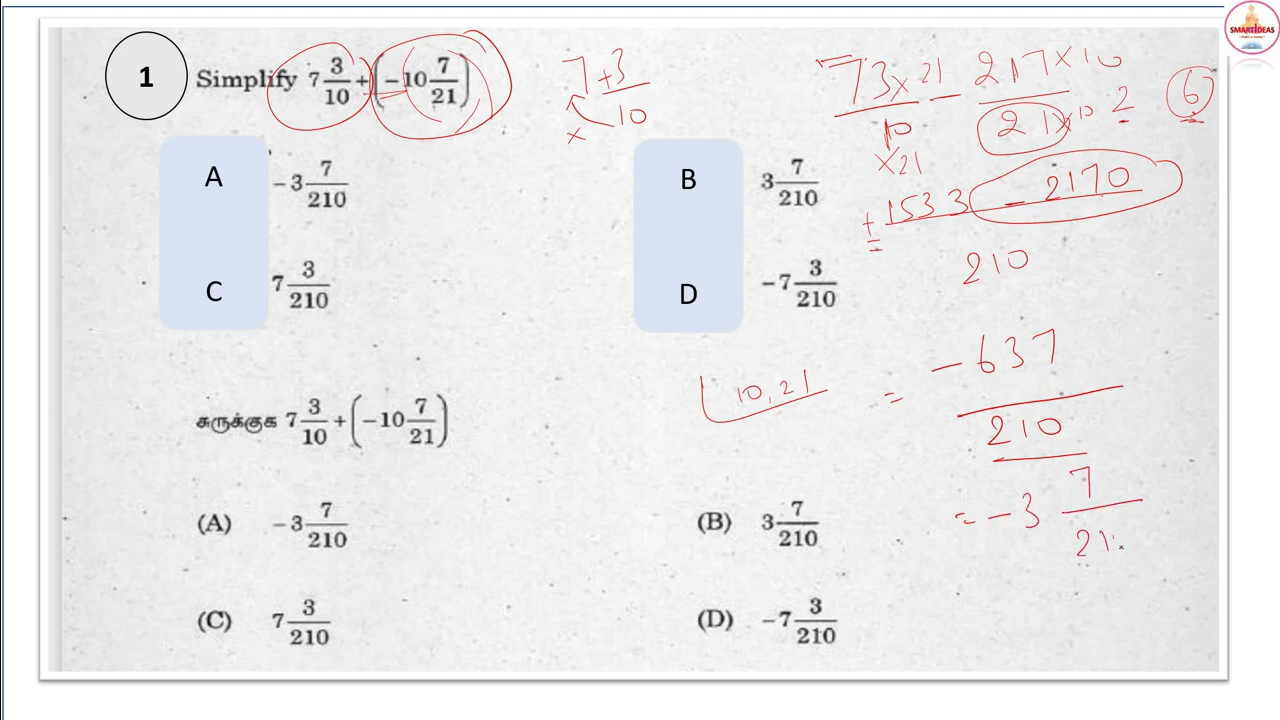 SMARTIDEAS
1
Simplify 7 3/10 + (-10 7/21)
A -3 7/210
B 3 7/210
C 7 3/210
D -7 3/210
சுருக்குக 7 3/10 + (-10 7/21)
(A) -3 7/210
(B) 3 7/210
(C) 7 3/210
(D) -7 3/210
7 + 3
× 10
73 × 21 - 217 × 10
10 × 21
21 × 10
2
6
+ 1533 - 2170
210
10, 21
= -637
210
= -3 7
21